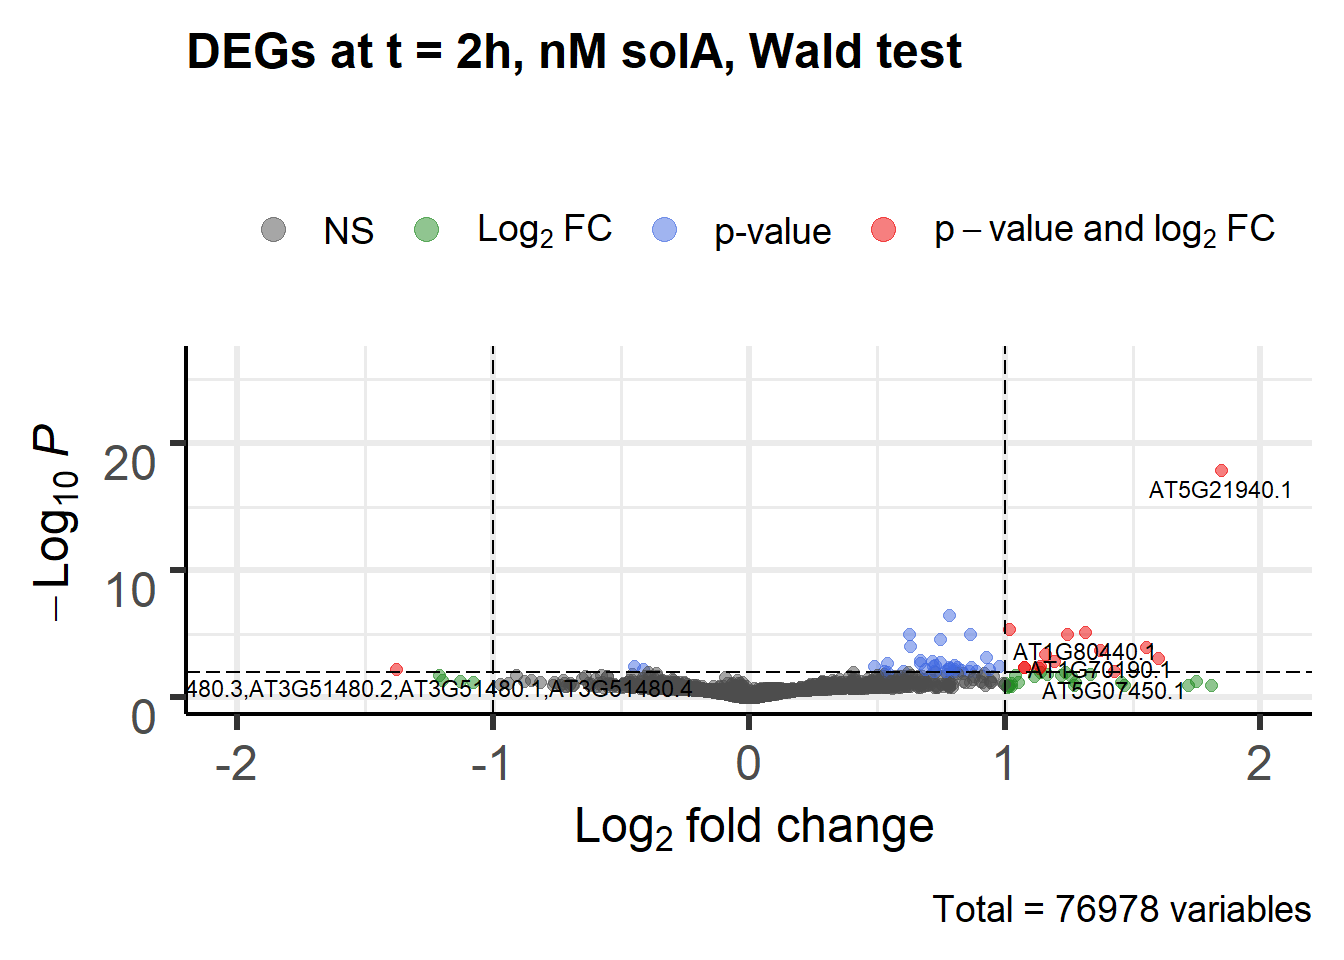 DEGs at t = 2h, nM solA, Wald test
NS Log2 FC p-value p – value and log2 FC
–Log10 P
20
10
0
AT5G21940.1
AT1G80440.1
AT1G70190.1
AT5G07450.1
480.3,AT3G51480.2,AT3G51480.1,AT3G51480.4
-2 -1 0 1 2
Log2 fold change
Total = 76978 variables